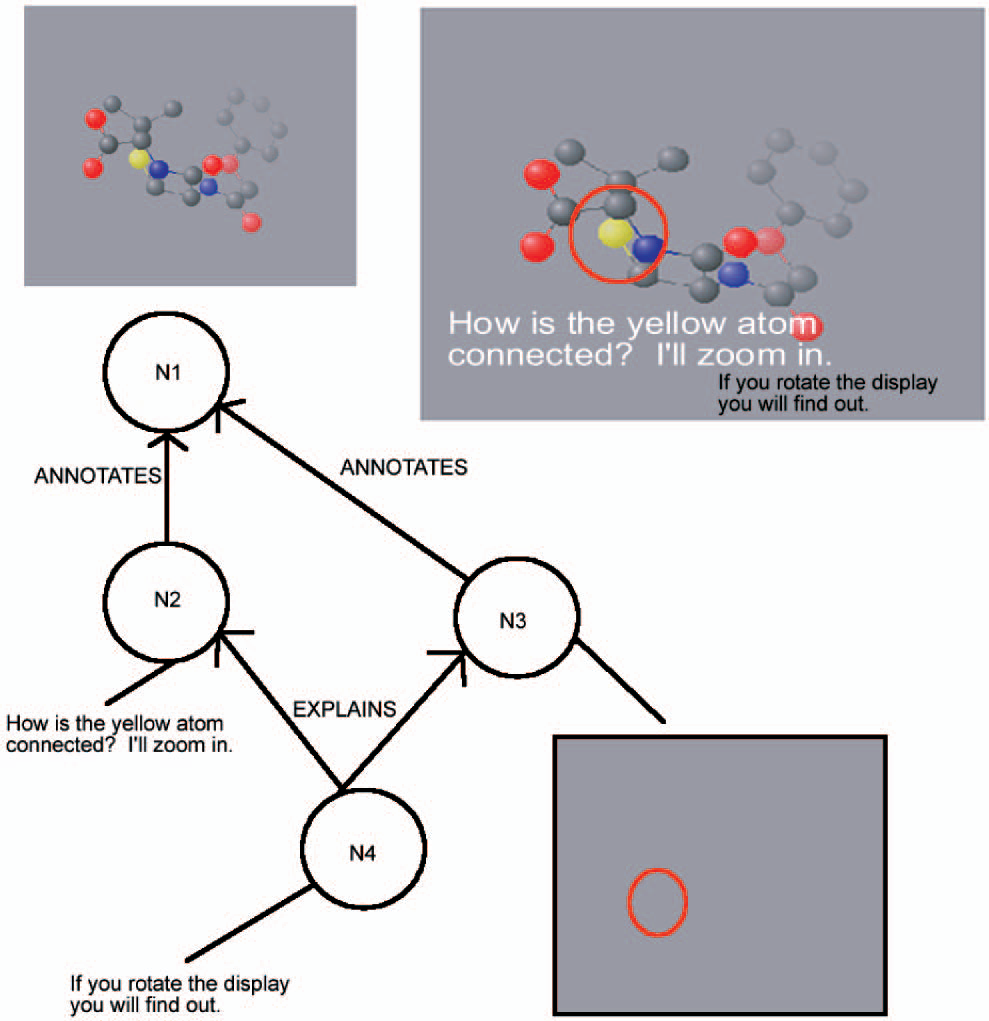 How is the yellow atom
connected?  I'll zoom in.
If you rotate the display
you will find out.
N1
ANNOTATES
ANNOTATES
N2
N3
EXPLAINS
How is the yellow atom
connected?  I'll zoom in.
N4
If you rotate the display
you will find out.